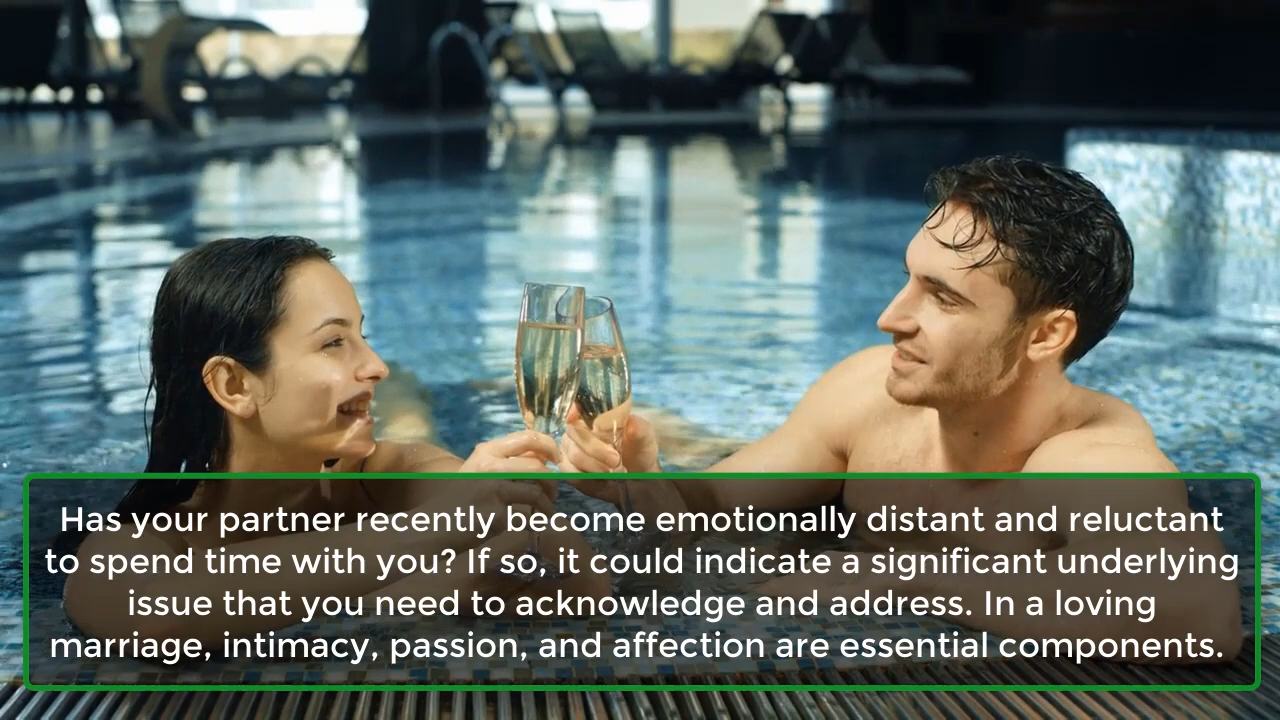 Has your partner recently become emotionally distant and reluctant
to spend time with you? If so, it could indicate a significant underlying
issue that you need to acknowledge and address. In a loving
marriage, intimacy, passion, and affection are essential components.